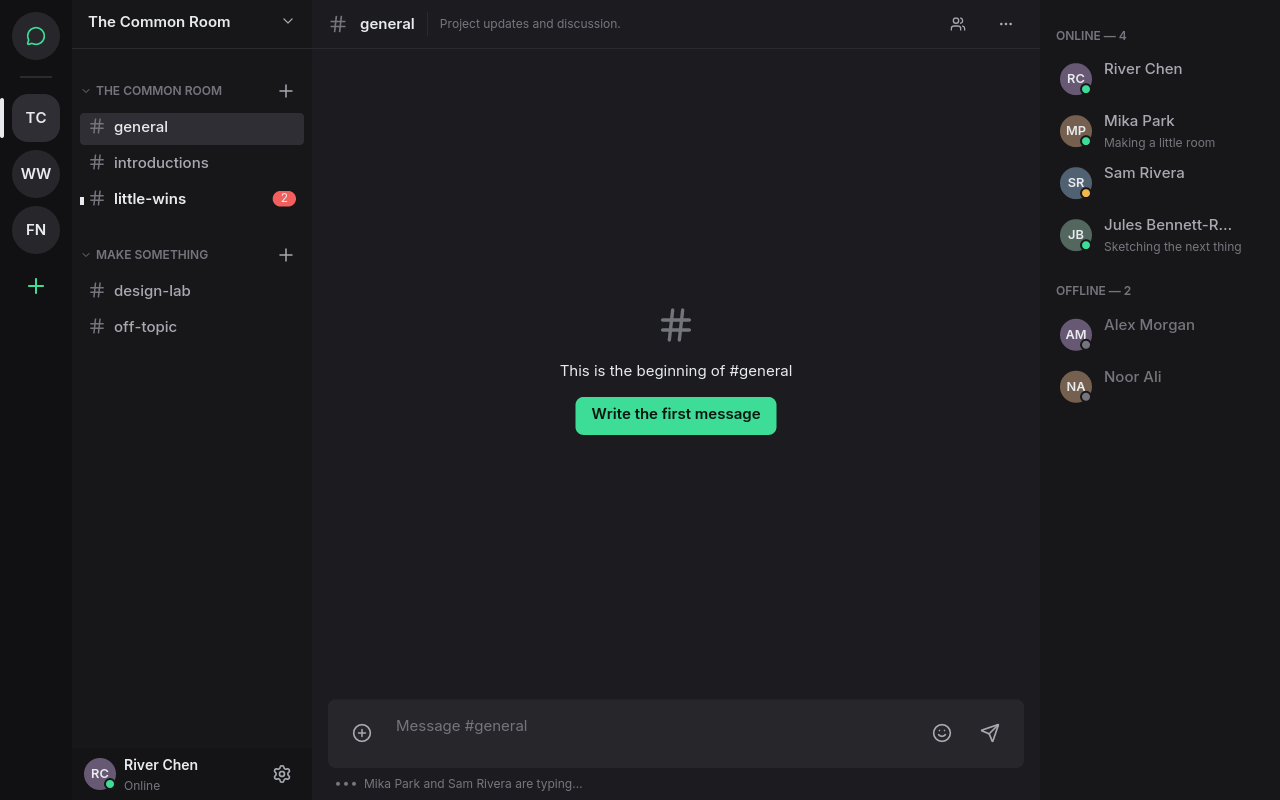 TC
WW
FN
The Common Room
THE COMMON ROOM
general
introductions
little-wins
2
MAKE SOMETHING
design-lab
off-topic
RC
River Chen
Online
general
Project updates and discussion.
This is the beginning of #general
Write the first message
Message #general
Mika Park and Sam Rivera are typing...
ONLINE — 4
RC
River Chen
MP
Mika Park
Making a little room
SR
Sam Rivera
JB
Jules Bennett-R...
Sketching the next thing
OFFLINE — 2
AM
Alex Morgan
NA
Noor Ali